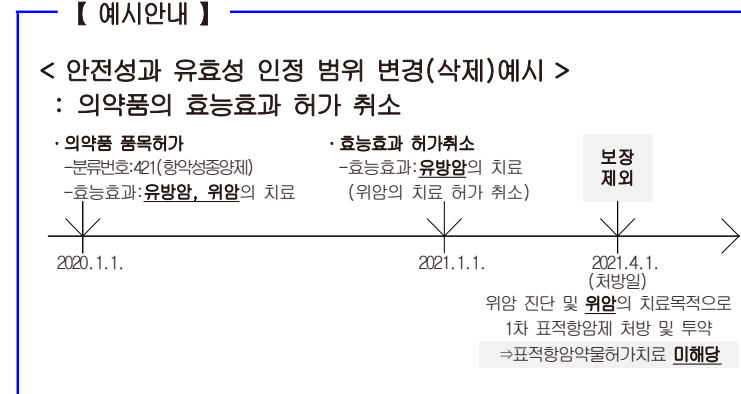 【 예시안내 】
< 안전성과 유효성 인정 범위 변경(삭제)예시 >
: 의약품의 효능효과 허가 취소
· 의약품 품목허가
-분류번호:421(항악성종양제)
-효능효과:유방암, 위암의 치료
· 효능효과 허가취소
-효능효과:유방암의 치료
(위암의 치료 허가 취소)
보장
제외
2020.1.1.
2021.1.1.
2021.4.1.
(처방일)
위암 진단 및 위암의 치료목적으로
1차 표적항암제 처방 및 투약
⇒표적항암약물허가치료 미해당